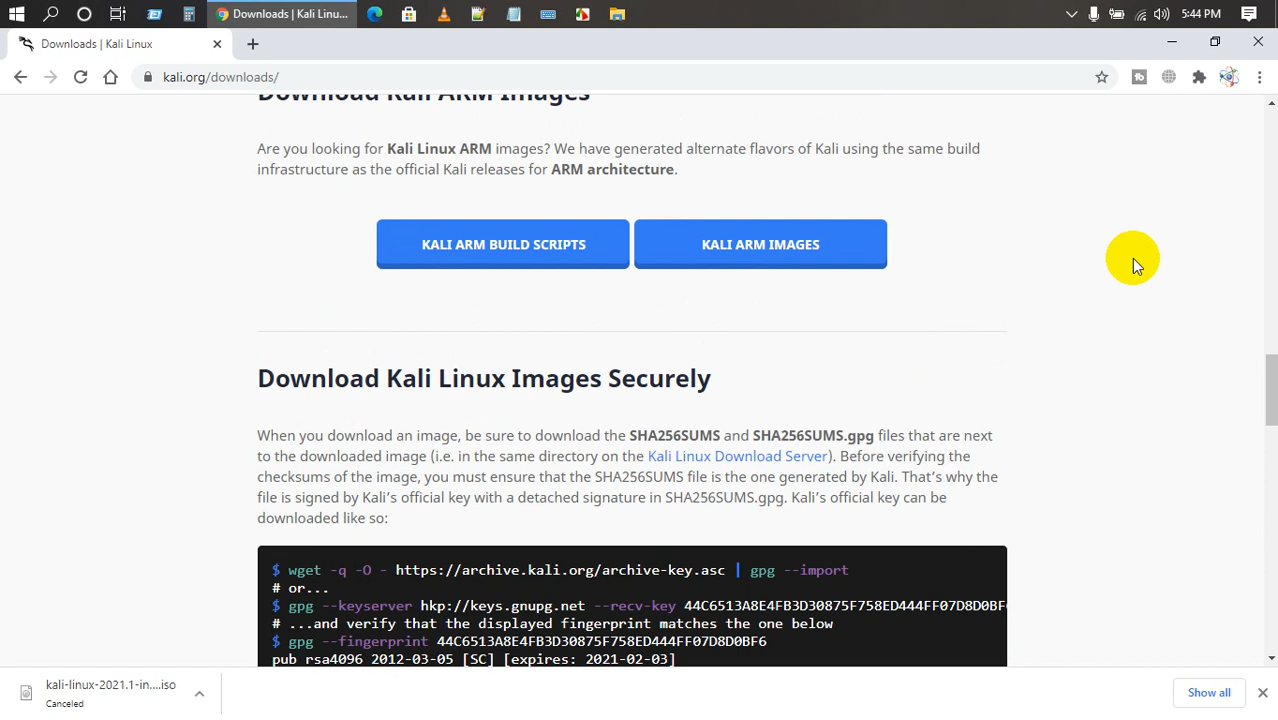 Downloads | Kali Linu...
5:44 PM
Downloads | Kali Linux
kali.org/downloads/
Download Kali ARM Images
Are you looking for Kali Linux ARM images? We have generated alternate flavors of Kali using the same build
infrastructure as the official Kali releases for ARM architecture.
KALI ARM BUILD SCRIPTS
KALI ARM IMAGES
Download Kali Linux Images Securely
When you download an image, be sure to download the SHA256SUMS and SHA256SUMS.gpg files that are next
to the downloaded image (i.e. in the same directory on the Kali Linux Download Server). Before verifying the
checksums of the image, you must ensure that the SHA256SUMS file is the one generated by Kali. That's why the
file is signed by Kali's official key with a detached signature in SHA256SUMS.gpg. Kali's official key can be
downloaded like so:
$ wget -q -O - https://archive.kali.org/archive-key.asc | gpg --import
# or...
$ gpg --keyserver hkp://keys.gnupg.net --recv-key 44C6513A8E4FB3D30875F758ED444FF07D8D0BF6
# ...and verify that the displayed fingerprint matches the one below
$ gpg --fingerprint 44C6513A8E4FB3D30875F758ED444FF07D8D0BF6
pub rsa4096 2012-03-05 [SC] [expires: 2021-02-03]
kali-linux-2021.1-in....iso
Canceled
Show all